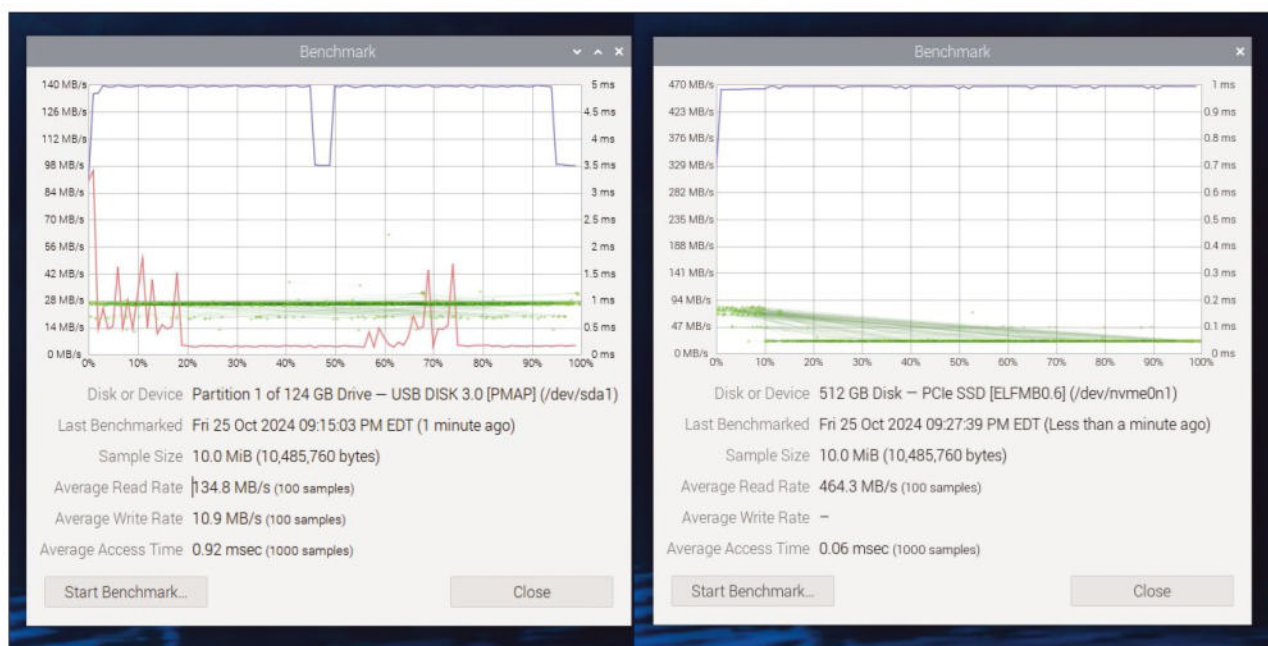 Benchmark
140 MB/s
5 ms
126 MB/s
4.5 ms
112 MB/s
4 ms
98 MB/s
3.5 ms
84 MB/s
3 ms
70 MB/s
2.5 ms
56 MB/s
2 ms
42 MB/s
1.5 ms
28 MB/s
1 ms
14 MB/s
0.5 ms
0 MB/s
0 ms
0% 10% 20% 30% 40% 50% 60% 70% 80% 90% 100%
Disk or Device Partition 1 of 124 GB Drive — USB DISK 3.0 [PMAP] (/dev/sda1)
Last Benchmarked Fri 25 Oct 2024 09:15:03 PM EDT (1 minute ago)
Sample Size 10.0 MiB (10,485,760 bytes)
Average Read Rate 134.8 MB/s (100 samples)
Average Write Rate 10.9 MB/s (100 samples)
Average Access Time 0.92 msec (1000 samples)
Start Benchmark... Close
Benchmark
470 MB/s
1 ms
423 MB/s
0.9 ms
376 MB/s
0.8 ms
329 MB/s
0.7 ms
282 MB/s
0.6 ms
235 MB/s
0.5 ms
188 MB/s
0.4 ms
141 MB/s
0.3 ms
94 MB/s
0.2 ms
47 MB/s
0.1 ms
0 MB/s
0 ms
0% 10% 20% 30% 40% 50% 60% 70% 80% 90% 100%
Disk or Device 512 GB Disk — PCIe SSD [ELFMB0.6] (/dev/nvme0n1)
Last Benchmarked Fri 25 Oct 2024 09:27:39 PM EDT (Less than a minute ago)
Sample Size 10.0 MiB (10,485,760 bytes)
Average Read Rate 464.3 MB/s (100 samples)
Average Write Rate –
Average Access Time 0.06 msec (1000 samples)
Start Benchmark... Close